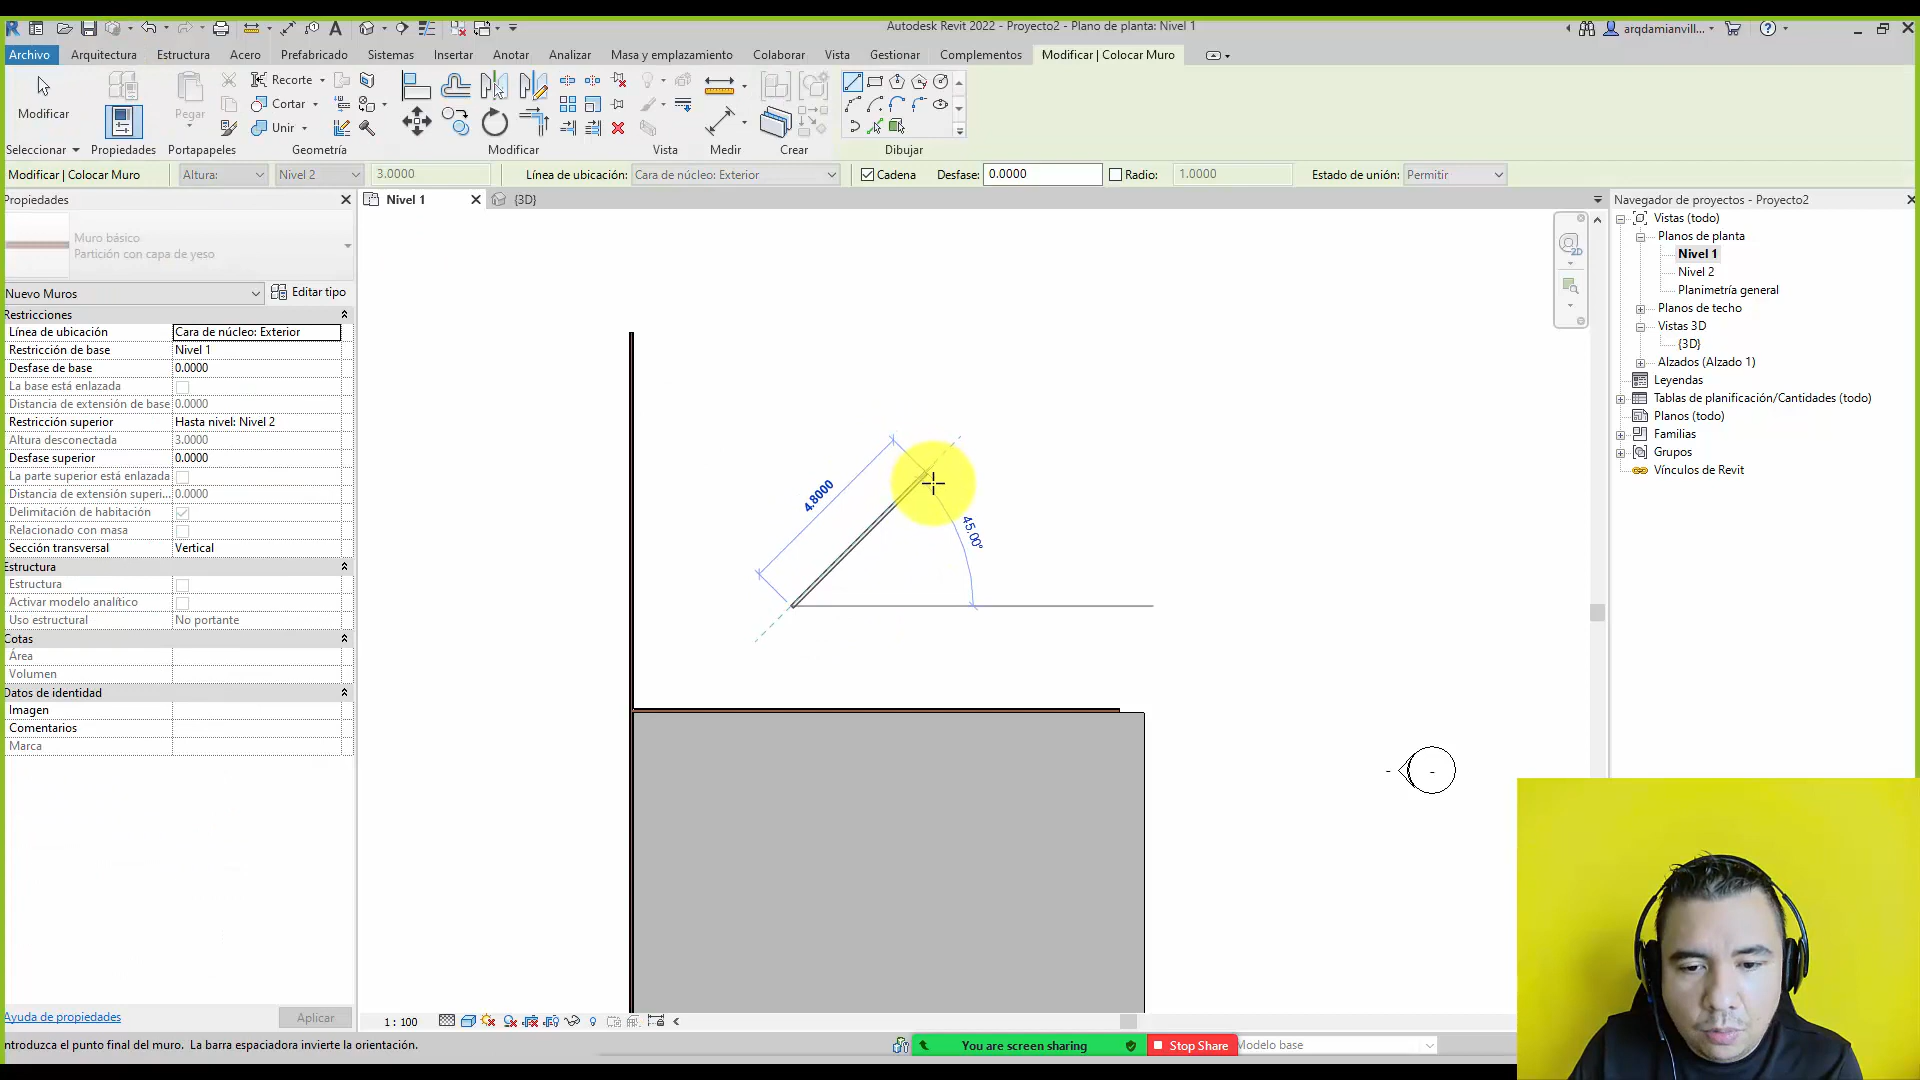 Autodesk Revit 2022 - Proyecto2 - Plano de planta: Nivel 1
arqdamianvill...
Archivo Arquitectura Estructura Acero Prefabricado Sistemas Insertar Anotar Analizar Masa y emplazamiento Colaborar Vista Gestionar Complementos Modificar | Colocar Muro
Modificar
Pegar
Recorte
Cortar
Unir
Seleccionar Propiedades Portapapeles Geometría Modificar Vista Medir Crear Dibujar
Modificar | Colocar Muro Altura: Nivel 2 3.0000 Línea de ubicación: Cara de núcleo: Exterior Cadena Desfase: 0.0000 Radio: 1.0000 Estado de unión: Permitir
Propiedades
Muro básico
Partición con capa de yeso
Nuevo Muros Editar tipo
Restricciones
Línea de ubicación Cara de núcleo: Exterior
Restricción de base Nivel 1
Desfase de base 0.0000
La base está enlazada
Distancia de extensión de base 0.0000
Restricción superior Hasta nivel: Nivel 2
Altura desconectada 3.0000
Desfase superior 0.0000
La parte superior está enlazada
Distancia de extensión superi... 0.0000
Delimitación de habitación
Relacionado con masa
Sección transversal Vertical
Estructura
Estructura
Activar modelo analítico
Uso estructural No portante
Cotas
Área
Volumen
Datos de identidad
Imagen
Comentarios
Marca
Ayuda de propiedades Aplicar
Nivel 1 {3D}
2D
4.8000
45.00°
- -
1 : 100
Navegador de proyectos - Proyecto2
Vistas (todo)
Planos de planta
Nivel 1
Nivel 2
Planimetría general
Planos de techo
Vistas 3D
{3D}
Alzados (Alzado 1)
Leyendas
Tablas de planificación/Cantidades (todo)
Planos (todo)
Familias
Grupos
Vínculos de Revit
ntroduzca el punto final del muro. La barra espaciadora invierte la orientación.
You are screen sharing Stop Share Modelo base